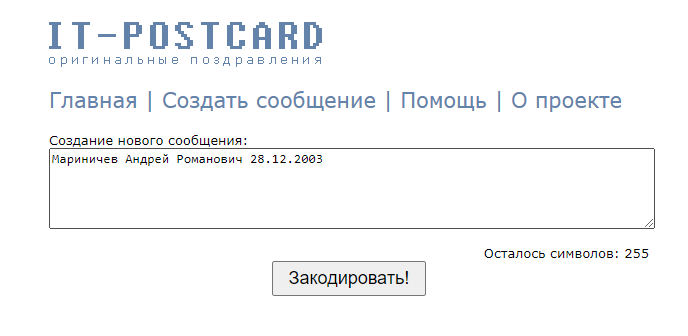 IT-POSTCARD
оригинальные поздравления
Главная | Создать сообщение | Помощь | О проекте
Создание нового сообщения:
Мариничев Андрей Романович 28.12.2003
Осталось символов: 255
Закодировать!